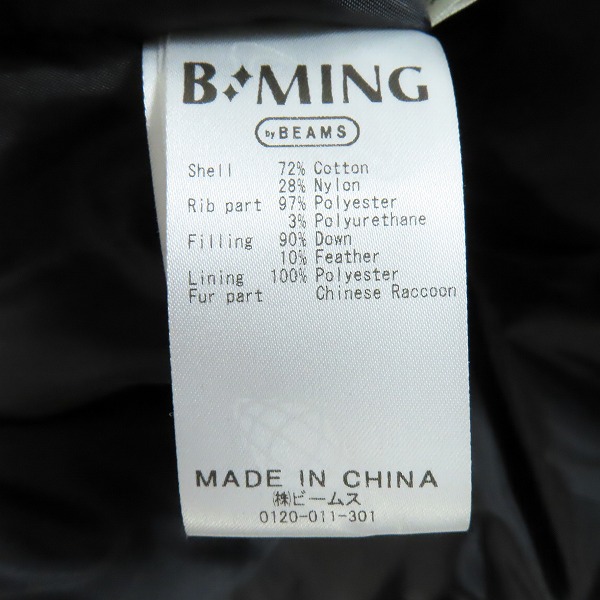 B MING
by BEAMS
Shell 72% Cotton
28% Nylon
Rib part 97% Polyester
3% Polyurethane
Filling 90% Down
10% Feather
Lining 100% Polyester
Fur part Chinese Raccoon
MADE IN CHINA
㈱ビームス
0120-011-301